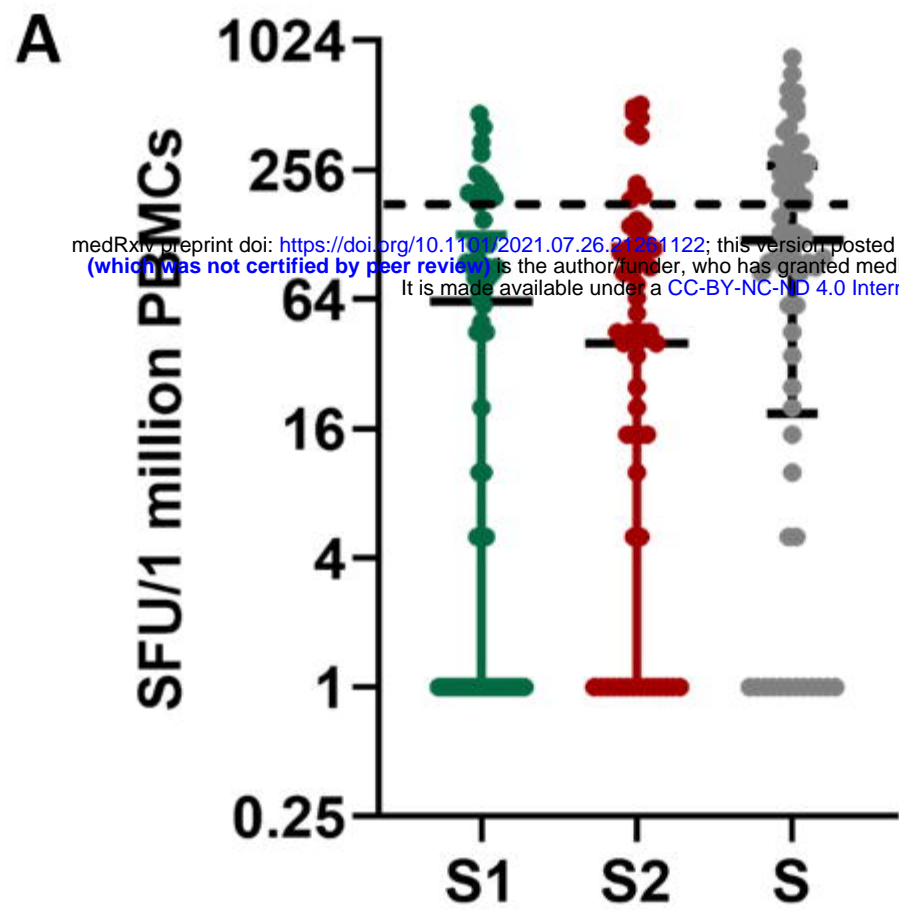 A
SFU/1 million PBMCs
1024
256
64
16
4
1
0.25
medRxiv preprint doi: https://doi.org/10.1101/2021.07.26.21261122; this version posted
(which was not certified by peer review) is the author/funder, who has granted med
It is made available under a CC-BY-NC-ND 4.0 Intern
S1
S2
S